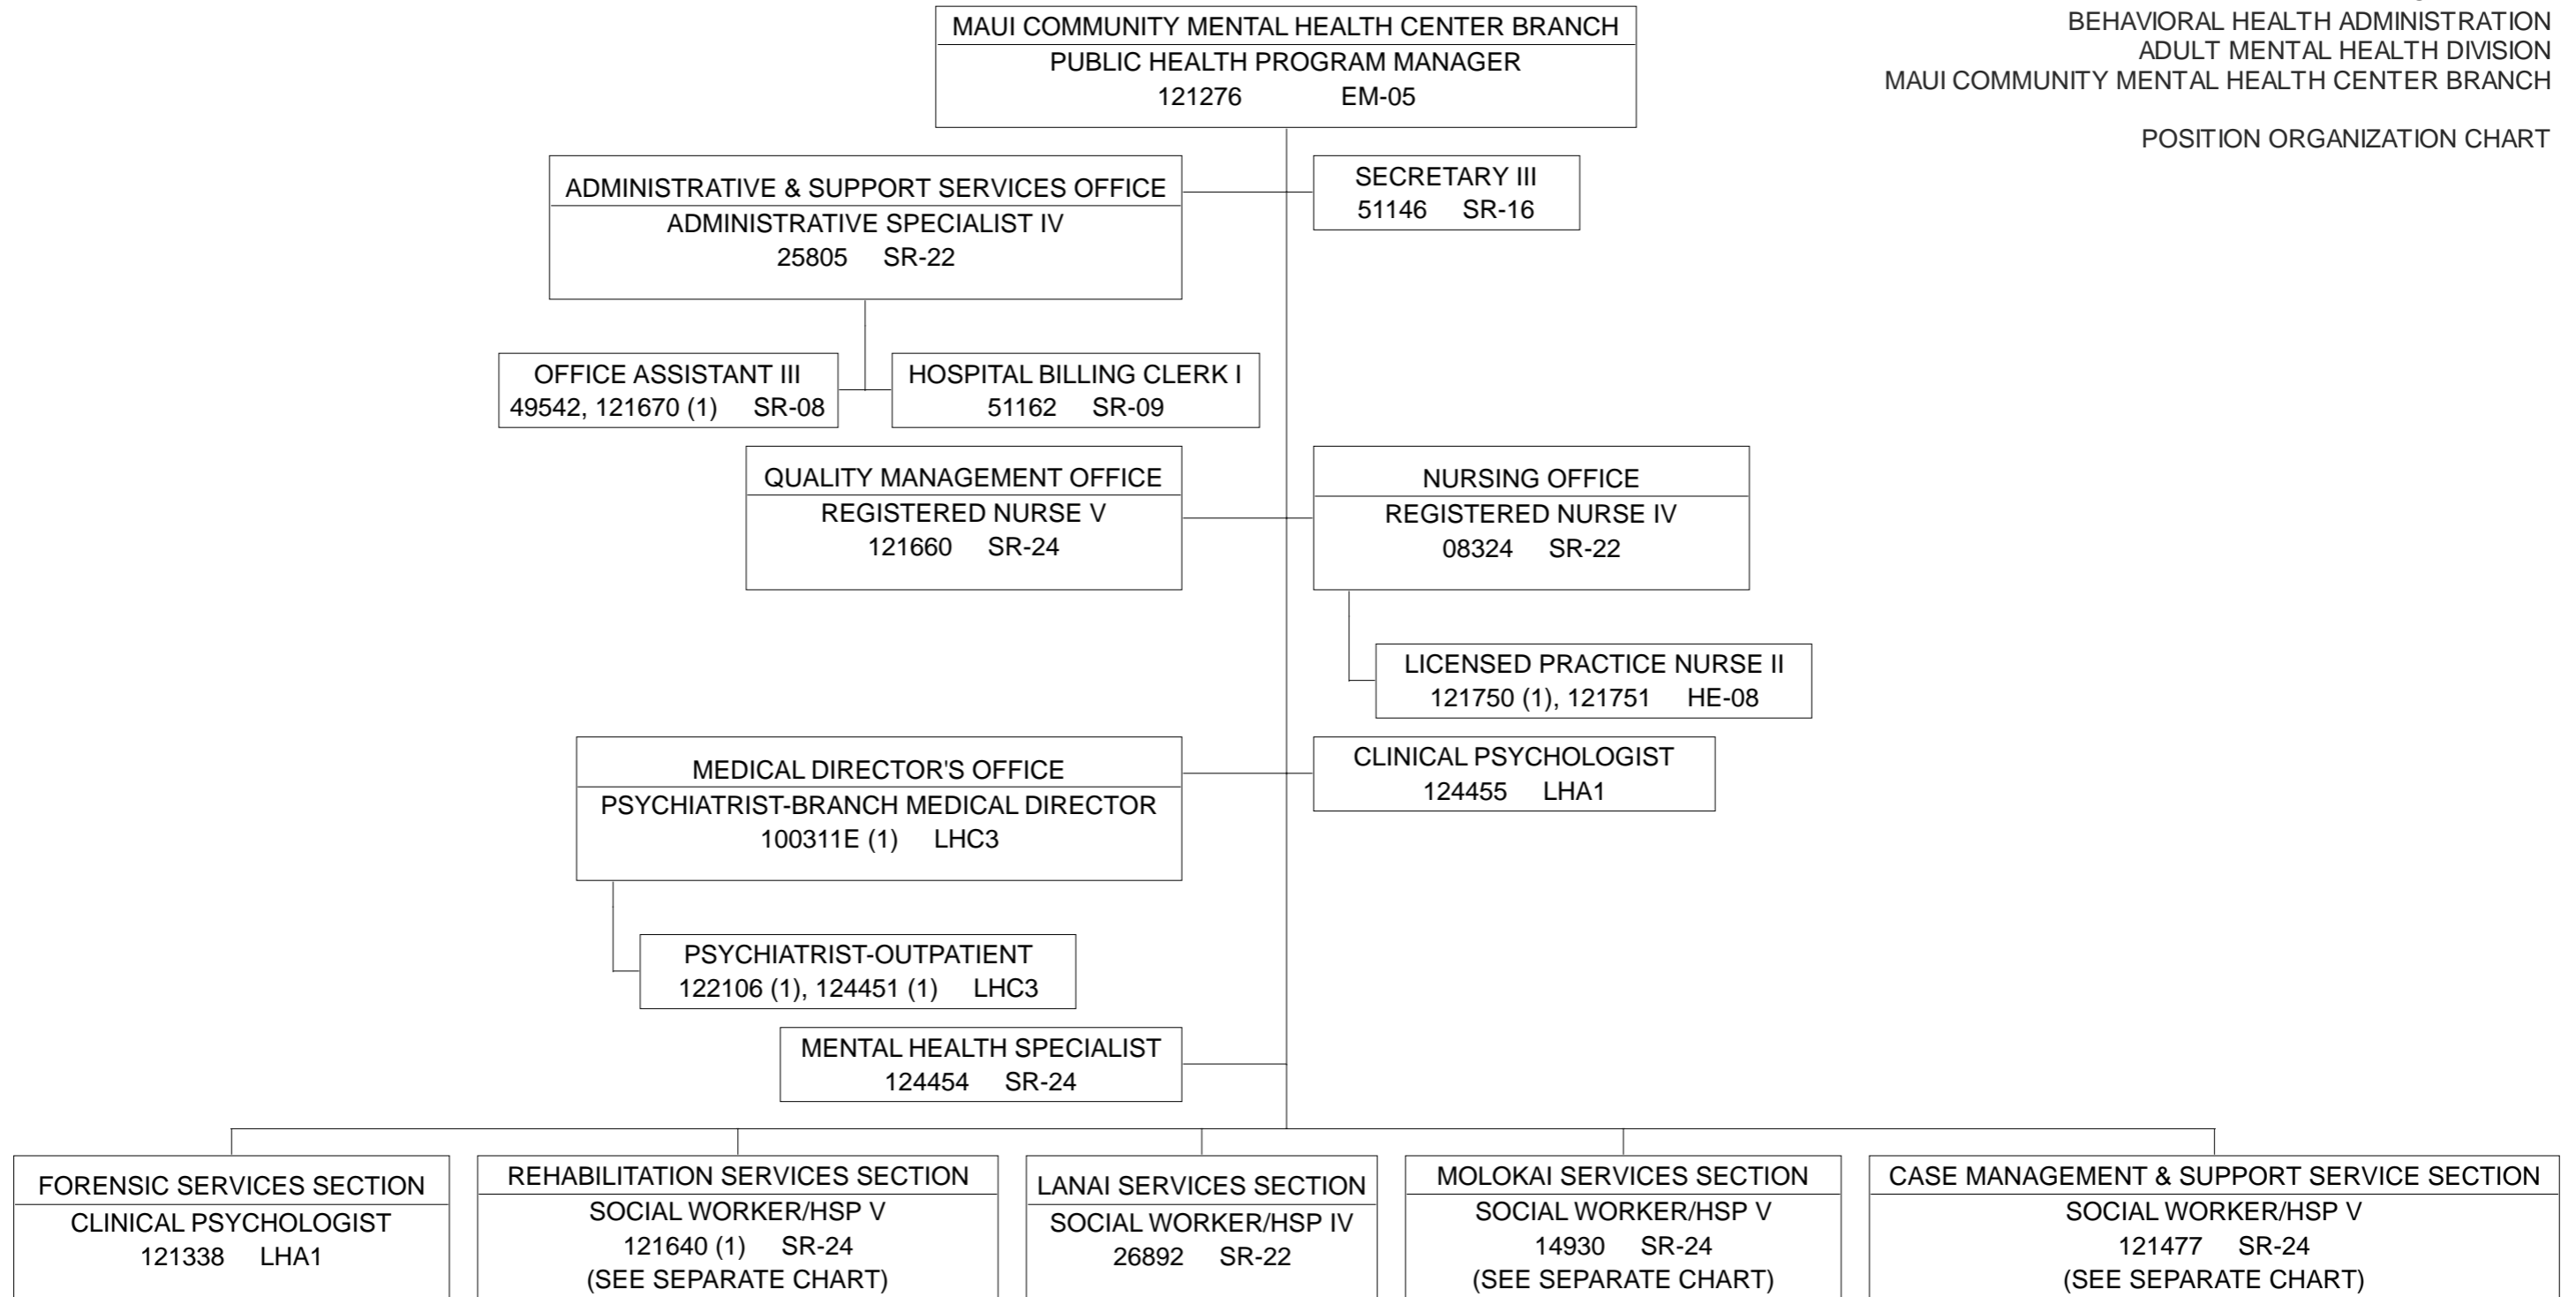 BEHAVIORAL HEALTH ADMINISTRATION
ADULT MENTAL HEALTH DIVISION
MAUI COMMUNITY MENTAL HEALTH CENTER BRANCH
POSITION ORGANIZATION CHART
MAUI COMMUNITY MENTAL HEALTH CENTER BRANCH
PUBLIC HEALTH PROGRAM MANAGER
121276 EM-05
ADMINISTRATIVE & SUPPORT SERVICES OFFICE
ADMINISTRATIVE SPECIALIST IV
25805 SR-22
SECRETARY III
51146 SR-16
OFFICE ASSISTANT III
49542, 121670 (1) SR-08
HOSPITAL BILLING CLERK I
51162 SR-09
QUALITY MANAGEMENT OFFICE
REGISTERED NURSE V
121660 SR-24
NURSING OFFICE
REGISTERED NURSE IV
08324 SR-22
LICENSED PRACTICE NURSE II
121750 (1), 121751 HE-08
MEDICAL DIRECTOR'S OFFICE
PSYCHIATRIST-BRANCH MEDICAL DIRECTOR
100311E (1) LHC3
CLINICAL PSYCHOLOGIST
124455 LHA1
PSYCHIATRIST-OUTPATIENT
122106 (1), 124451 (1) LHC3
MENTAL HEALTH SPECIALIST
124454 SR-24
FORENSIC SERVICES SECTION
CLINICAL PSYCHOLOGIST
121338 LHA1
REHABILITATION SERVICES SECTION
SOCIAL WORKER/HSP V
121640 (1) SR-24
(SEE SEPARATE CHART)
LANAI SERVICES SECTION
SOCIAL WORKER/HSP IV
26892 SR-22
MOLOKAI SERVICES SECTION
SOCIAL WORKER/HSP V
14930 SR-24
(SEE SEPARATE CHART)
CASE MANAGEMENT & SUPPORT SERVICE SECTION
SOCIAL WORKER/HSP V
121477 SR-24
(SEE SEPARATE CHART)